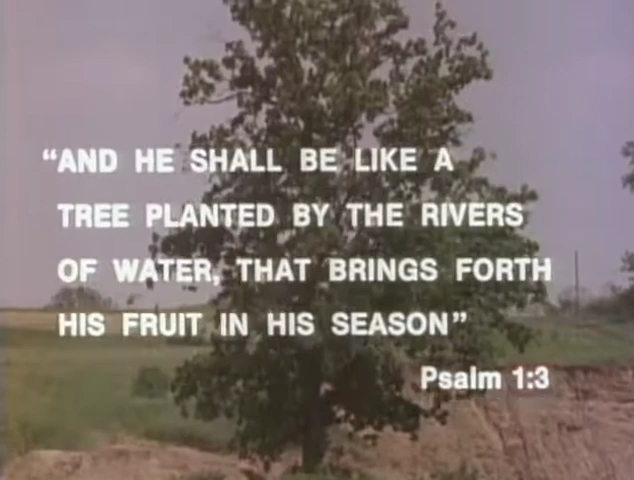 “AND HE SHALL BE LIKE A
TREE PLANTED BY THE RIVERS
OF WATER, THAT BRINGS FORTH
HIS FRUIT IN HIS SEASON”
Psalm 1:3